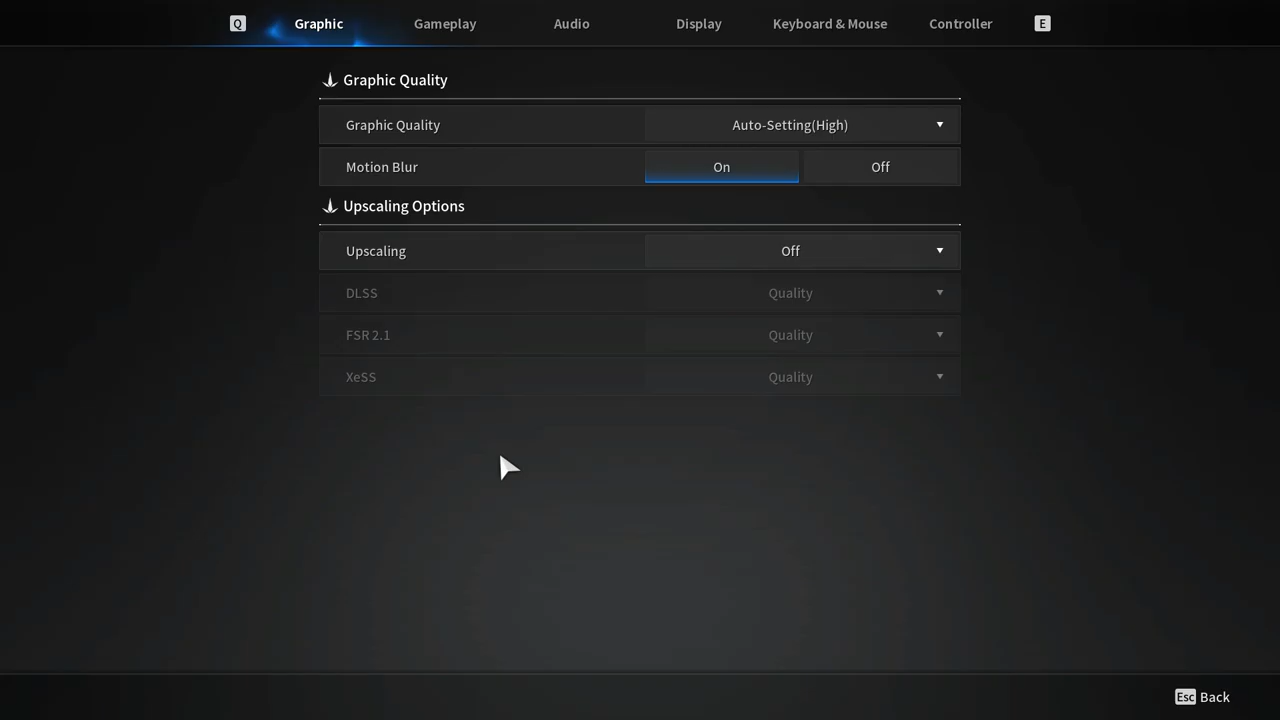 Q Graphic Gameplay Audio Display Keyboard & Mouse Controller E
Graphic Quality
Graphic Quality Auto-Setting(High)
Motion Blur On Off
Upscaling Options
Upscaling Off
DLSS Quality
FSR 2.1 Quality
XeSS Quality
Esc Back